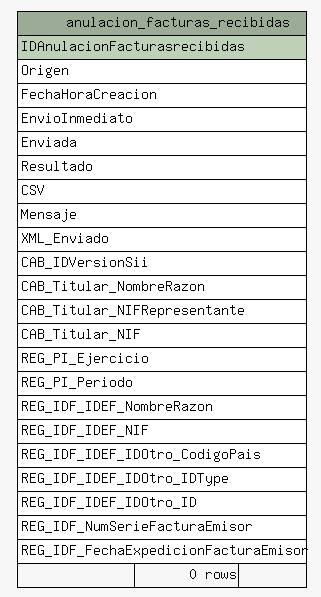 anulacion_facturas_recibidas
IDAnulacionFacturasrecibidas
Origen
FechaHoraCreacion
EnvioInmediato
Enviada
Resultado
CSV
Mensaje
XML_Enviado
CAB_IDVersionSii
CAB_Titular_NombreRazon
CAB_Titular_NIFRepresentante
CAB_Titular_NIF
REG_PI_Ejercicio
REG_PI_Periodo
REG_IDF_IDEF_NombreRazon
REG_IDF_IDEF_NIF
REG_IDF_IDEF_IDOtro_CodigoPais
REG_IDF_IDEF_IDOtro_IDType
REG_IDF_IDEF_IDOtro_ID
REG_IDF_NumSerieFacturaEmisor
REG_IDF_FechaExpedicionFacturaEmisor
0 rows